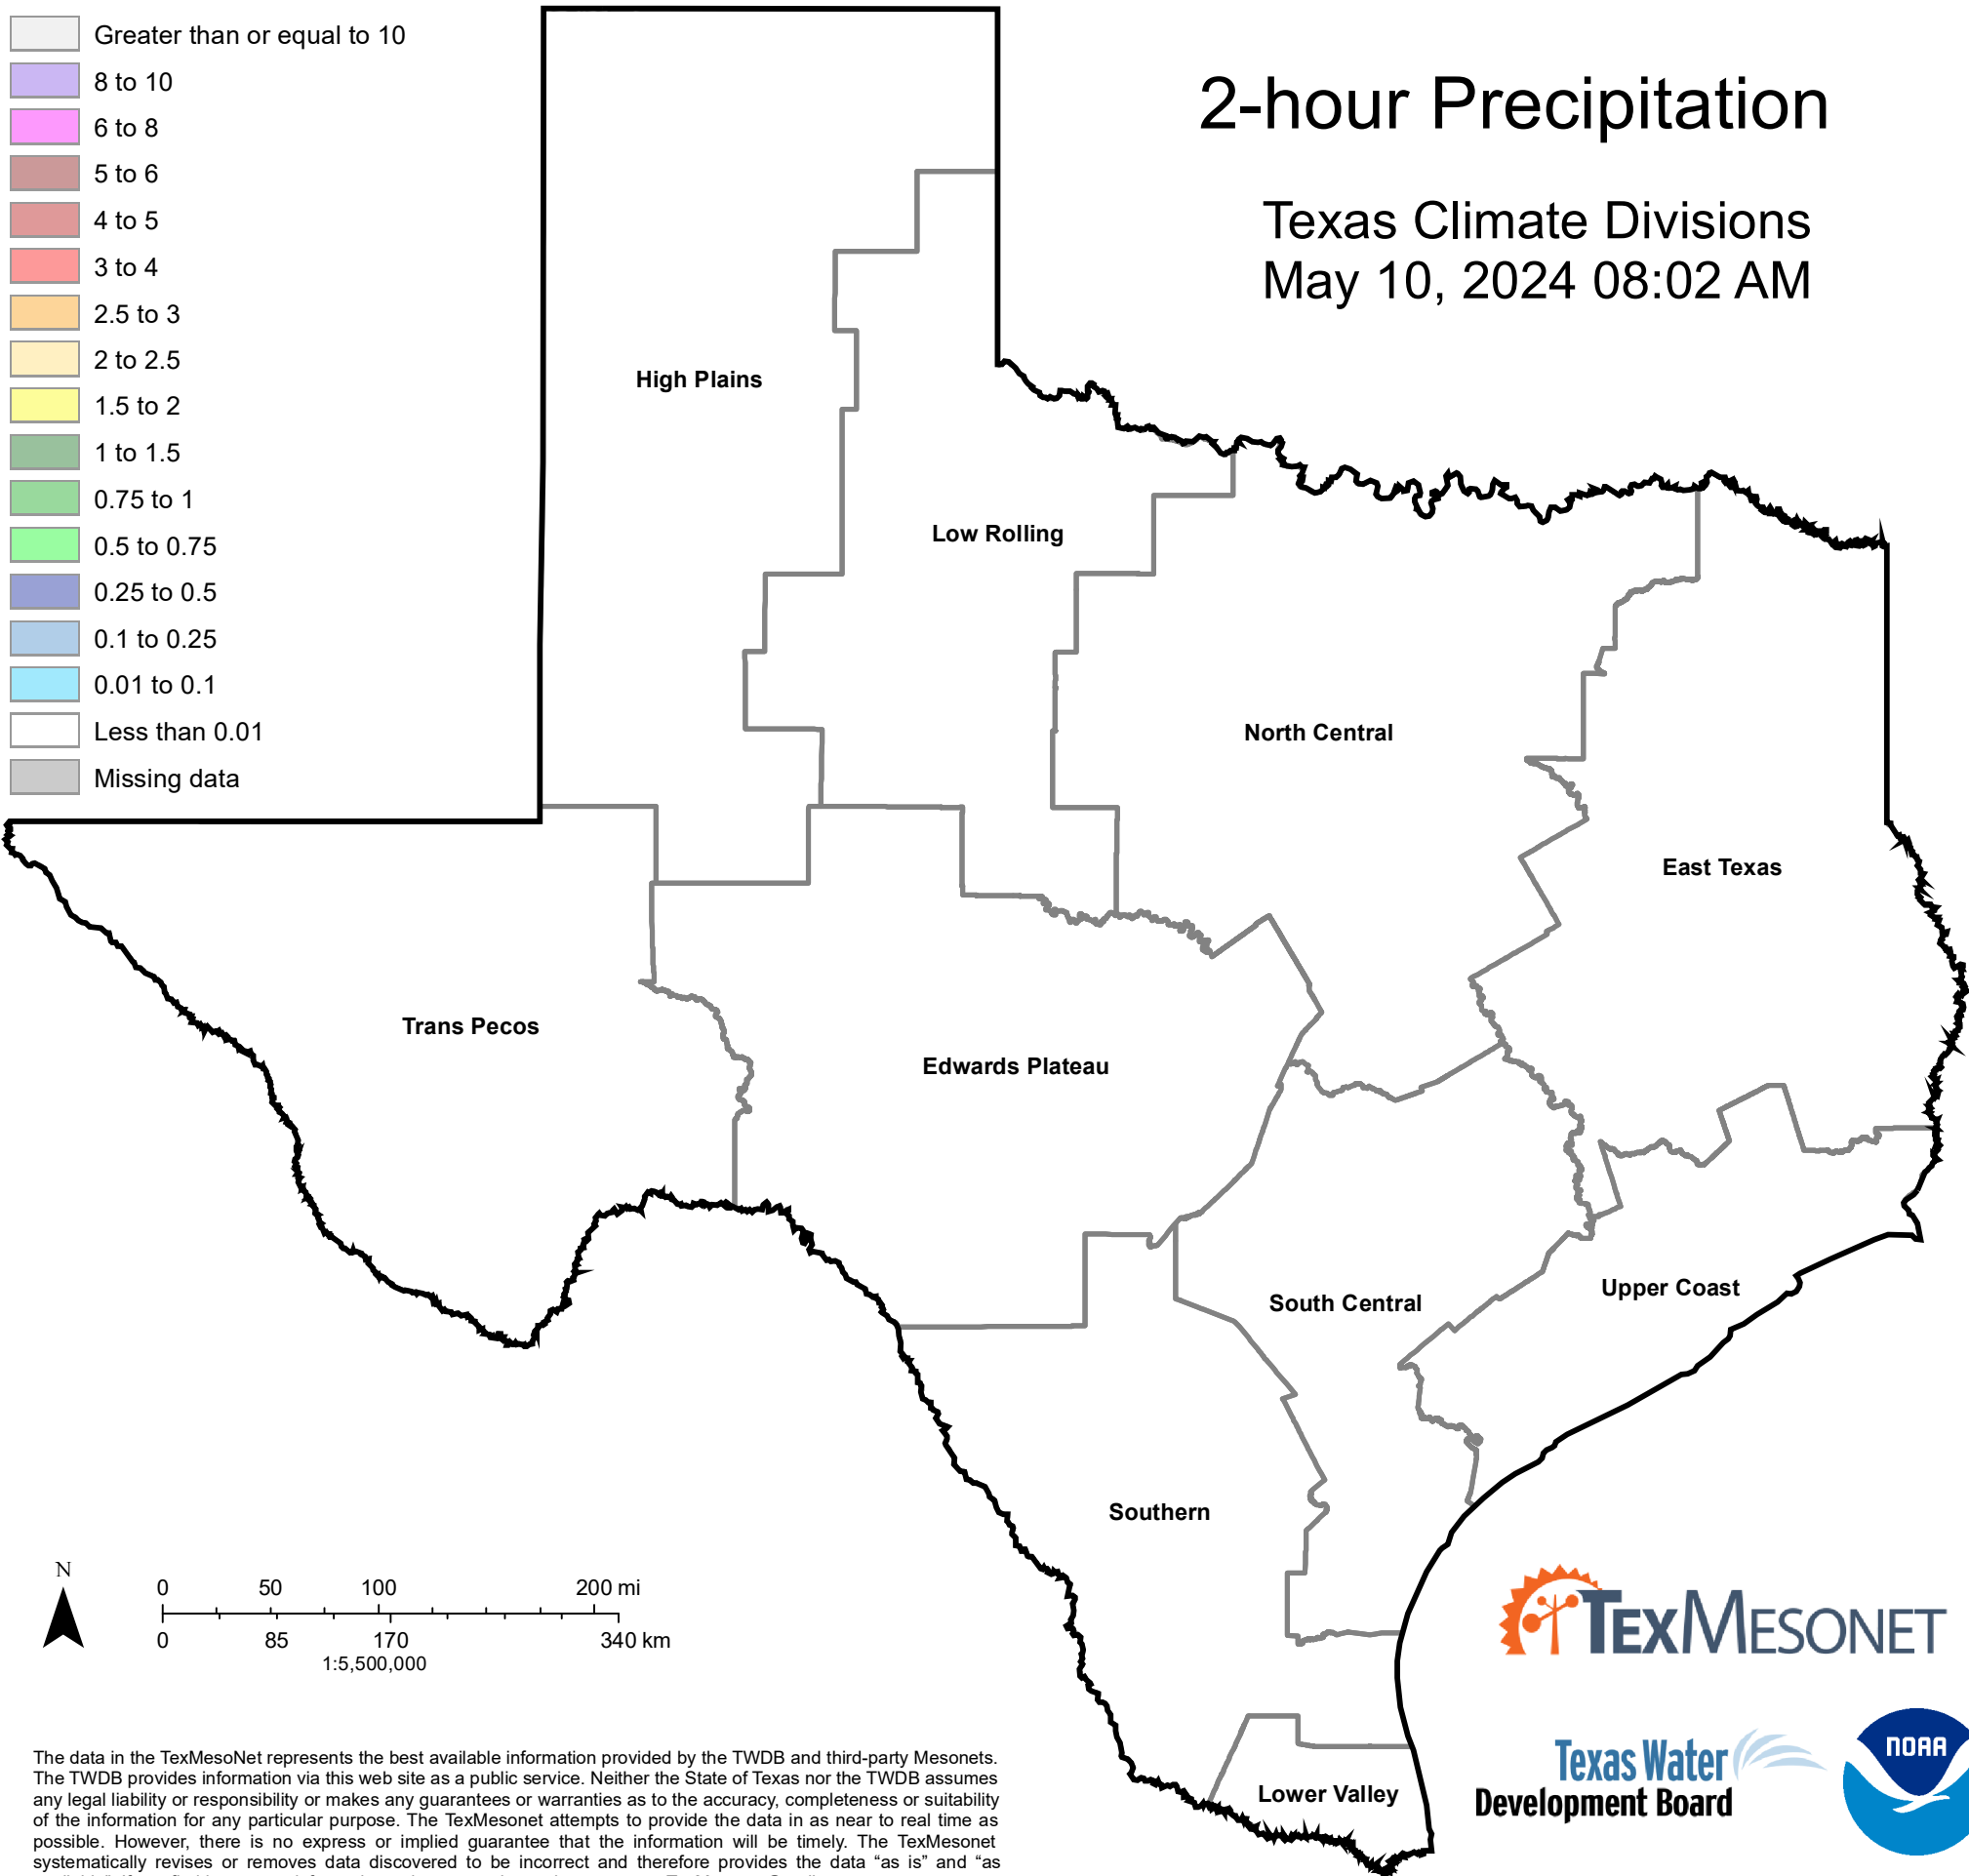 Greater than or equal to 10
8 to 10
6 to 8
5 to 6
4 to 5
3 to 4
2.5 to 3
2 to 2.5
1.5 to 2
1 to 1.5
0.75 to 1
0.5 to 0.75
0.25 to 0.5
0.1 to 0.25
0.01 to 0.1
Less than 0.01
Missing data
2-hour Precipitation
Texas Climate Divisions
May 10, 2024 08:02 AM
High Plains
Low Rolling
North Central
East Texas
Trans Pecos
Edwards Plateau
South Central
Upper Coast
Southern
Lower Valley
N
0 50 100 200 mi
0 85 170 340 km
1:5,500,000
TEXMESONET
Texas Water
Development Board
NOAA
The data in the TexMesoNet represents the best available information provided by the TWDB and third-party Mesonets.
The TWDB provides information via this web site as a public service. Neither the State of Texas nor the TWDB assumes
any legal liability or responsibility or makes any guarantees or warranties as to the accuracy, completeness or suitability
of the information for any particular purpose. The TexMesonet attempts to provide the data in as near to real time as
possible. However, there is no express or implied guarantee that the information will be timely. The TexMesonet
systematically revises or removes data discovered to be incorrect and therefore provides the data “as is” and “as